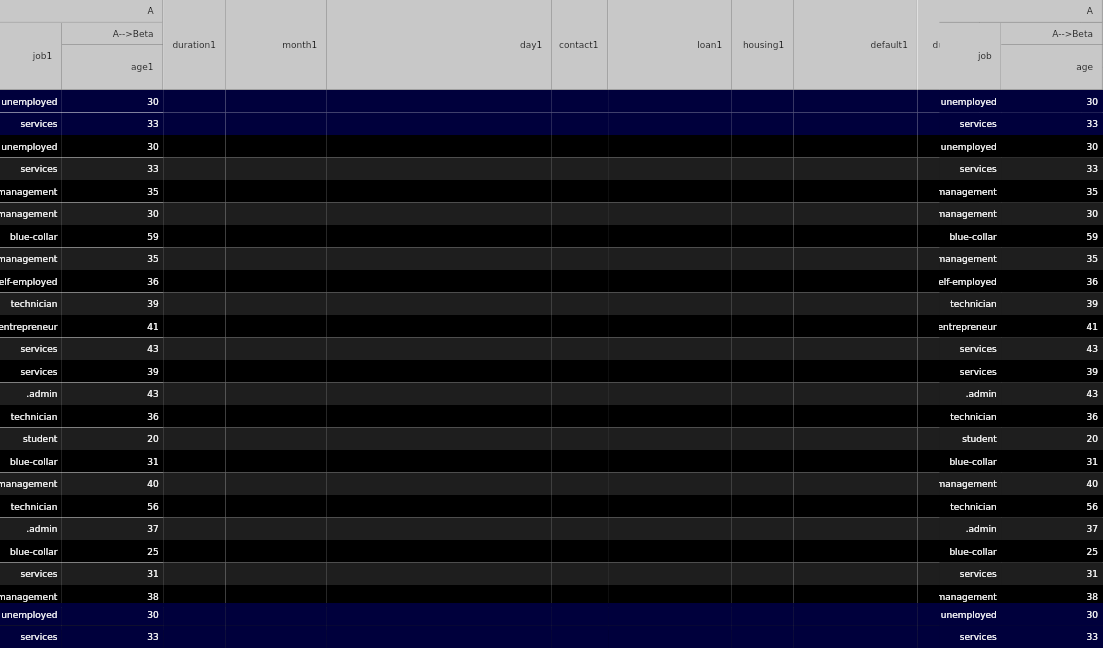 A A
A-->Beta A-->Beta
job1 age1 duration1 month1 day1 contact1 loan1 housing1 default1 job age
unemployed 30 unemployed 30
services 33 services 33
unemployed 30 unemployed 30
services 33 services 33
management 35 management 35
management 30 management 30
blue-collar 59 blue-collar 59
management 35 management 35
elf-employed 36 elf-employed 36
technician 39 technician 39
entrepreneur 41 entrepreneur 41
services 43 services 43
services 39 services 39
.admin 43 .admin 43
technician 36 technician 36
student 20 student 20
blue-collar 31 blue-collar 31
management 40 management 40
technician 56 technician 56
.admin 37 .admin 37
blue-collar 25 blue-collar 25
services 31 services 31
management 38 management 38
unemployed 30 unemployed 30
services 33 services 33